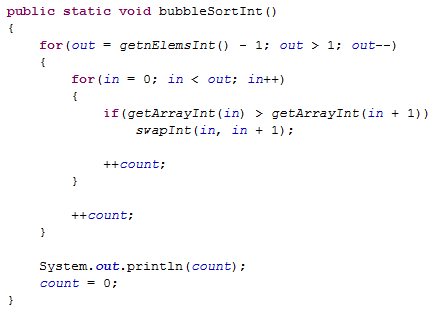 public static void bubbleSortInt()
{
    for(out = getnElemsInt() - 1; out > 1; out--)
    {
        for(in = 0; in < out; in++)
        {
            if(getArrayInt(in) > getArrayInt(in + 1))
                swapInt(in, in + 1);

            ++count;
        }

        ++count;
    }

    System.out.println(count);
    count = 0;
}